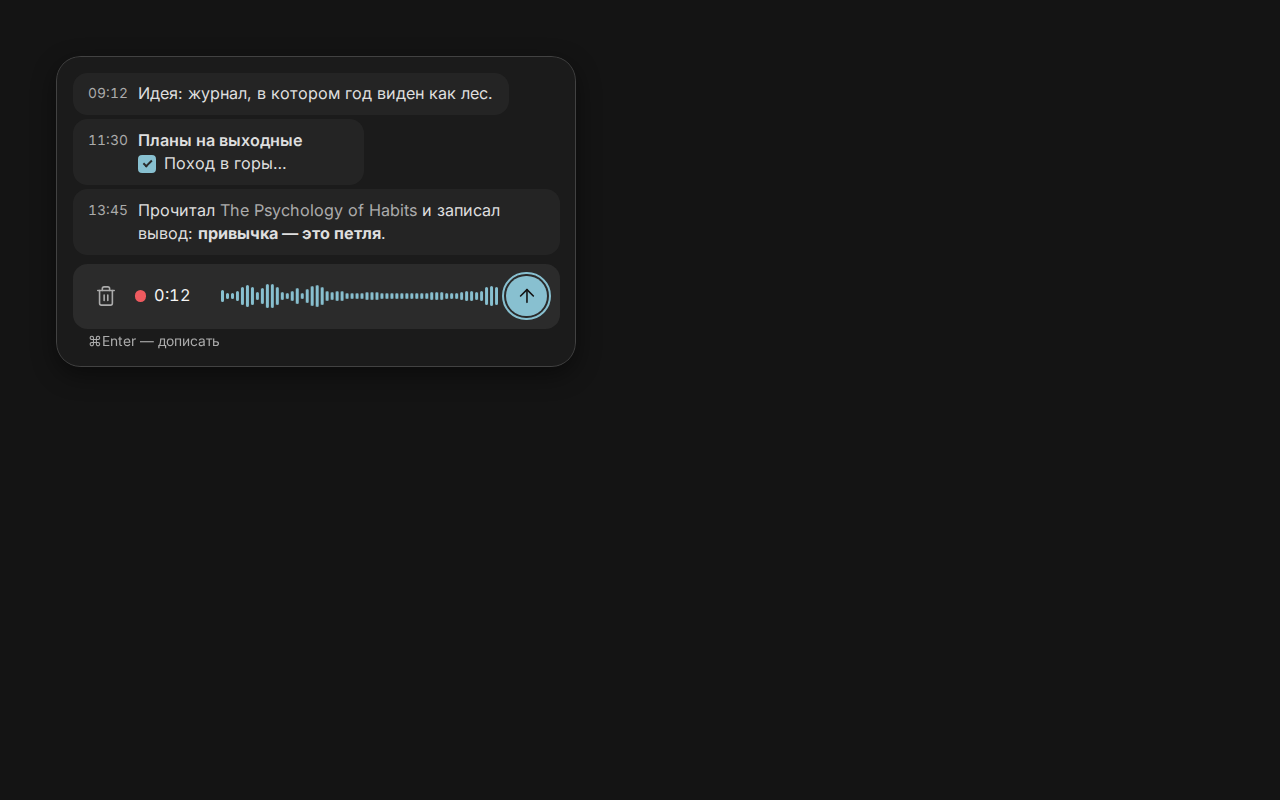 09:12 Идея: журнал, в котором год виден как лес.
11:30 Планы на выходные
Поход в горы...
13:45 Прочитал The Psychology of Habits и записал
вывод: привычка — это петля.
0:12
⌘Enter — дописать